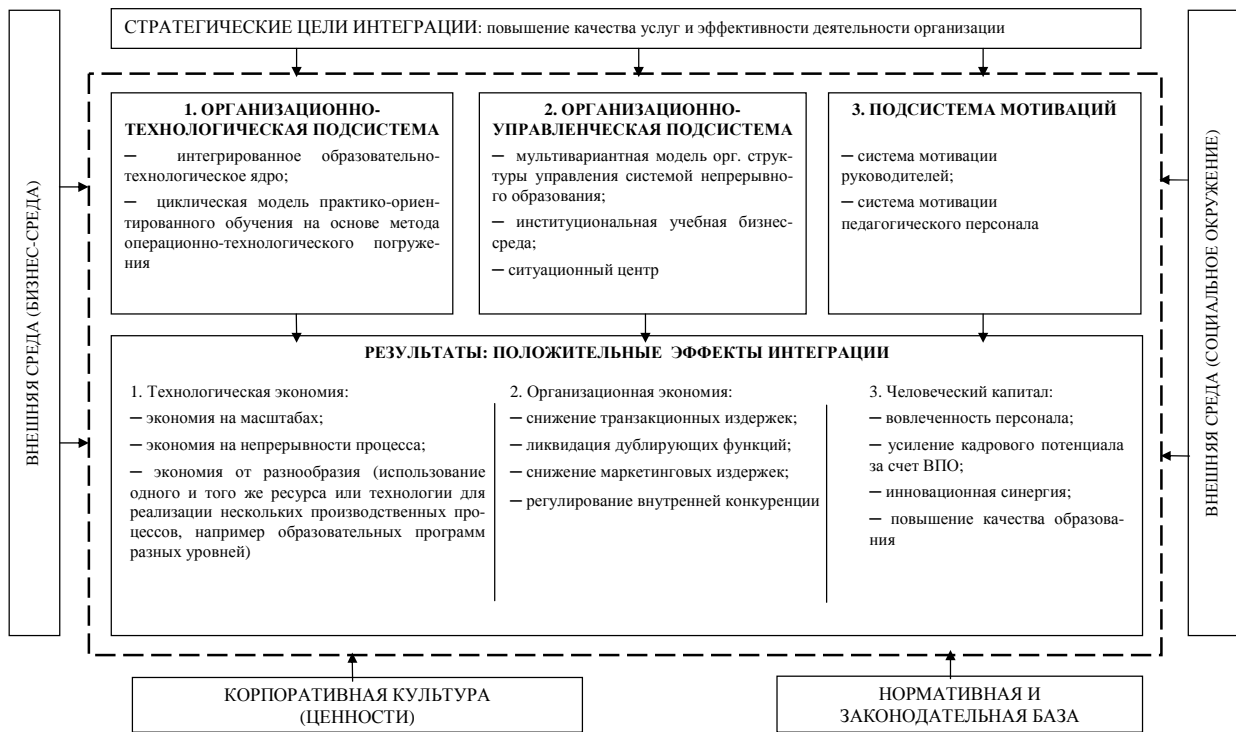 СТРАТЕГИЧЕСКИЕ ЦЕЛИ ИНТЕГРАЦИИ: повышение качества услуг и эффективности деятельности организации
ВНЕШНЯЯ СРЕДА (БИЗНЕС-СРЕДА)
1. ОРГАНИЗАЦИОННО-
ТЕХНОЛОГИЧЕСКАЯ ПОДСИСТЕМА
— интегрированное образовательно-
технологическое ядро;
— циклическая модель практико-ориен-
тированного обучения на основе метода
операционно-технологического погруже-
ния
2. ОРГАНИЗАЦИОННО-
УПРАВЛЕНЧЕСКАЯ ПОДСИСТЕМА
— мультивариантная модель орг. струк-
туры управления системой непрерывно-
го образования;
— институциональная учебная бизнес-
среда;
— ситуационный центр
3. ПОДСИСТЕМА МОТИВАЦИЙ
— система мотивации
руководителей;
— система мотивации
педагогического персонала
ВНЕШНЯЯ СРЕДА (СОЦИАЛЬНОЕ ОКРУЖЕНИЕ)
РЕЗУЛЬТАТЫ: ПОЛОЖИТЕЛЬНЫЕ ЭФФЕКТЫ ИНТЕГРАЦИИ
1. Технологическая экономия:
— экономия на масштабах;
— экономия на непрерывности процесса;
— экономия от разнообразия (использование
одного и того же ресурса или технологии для
реализации нескольких производственных про-
цессов, например образовательных программ
разных уровней)
2. Организационная экономия:
— снижение транзакционных издержек;
— ликвидация дублирующих функций;
— снижение маркетинговых издержек;
— регулирование внутренней конкуренции
3. Человеческий капитал:
— вовлеченность персонала;
— усиление кадрового потенциала
за счет ВПО;
— инновационная синергия;
— повышение качества образова-
ния
КОРПОРАТИВНАЯ КУЛЬТУРА
(ЦЕННОСТИ)
НОРМАТИВНАЯ И
ЗАКОНОДАТЕЛЬНАЯ БАЗА